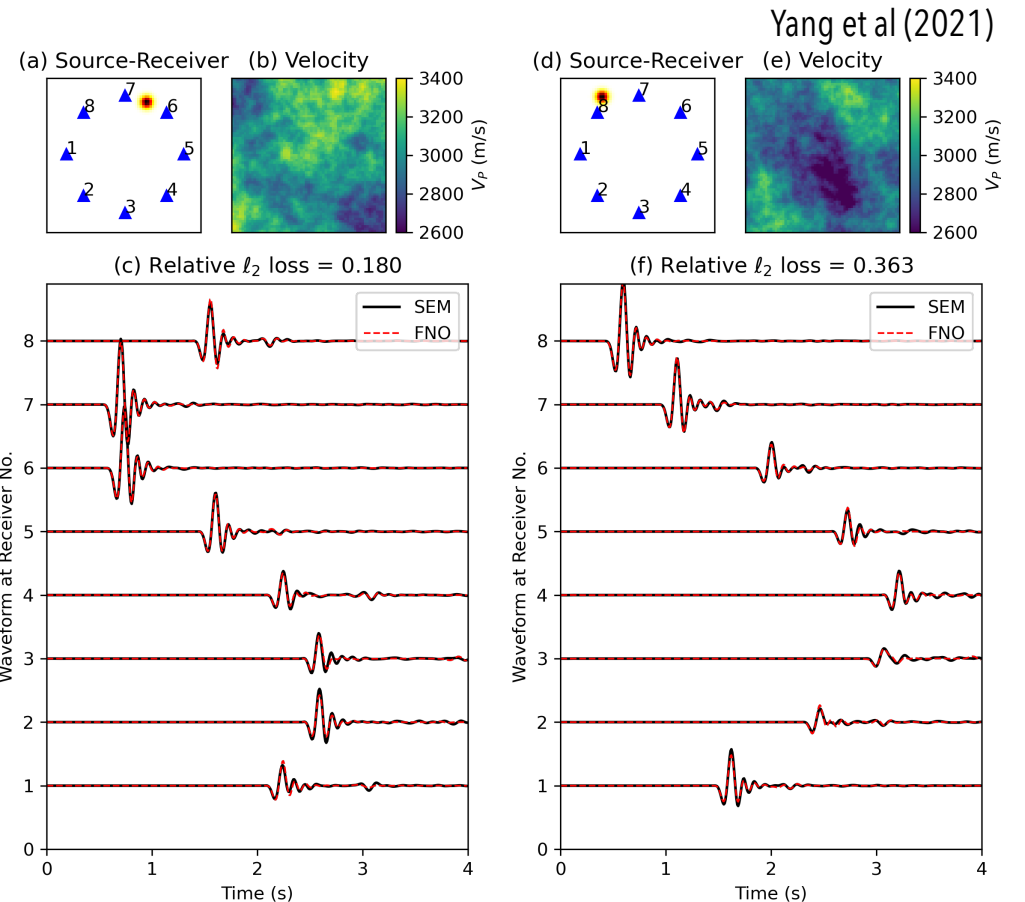 Yang et al (2021)
(a) Source-Receiver
(b) Velocity
(d) Source-Receiver
(e) Velocity
7
8
6
1
5
2
4
3
3400
3200
3000
2800
2600
V_P (m/s)
7
8
6
1
5
2
4
3
3400
3200
3000
2800
2600
V_P (m/s)
(c) Relative ℓ₂ loss = 0.180
SEM
FNO
8
7
6
5
4
3
2
1
0
Waveform at Receiver No.
0 1 2 3 4
Time (s)
(f) Relative ℓ₂ loss = 0.363
SEM
FNO
8
7
6
5
4
3
2
1
0
Waveform at Receiver No.
0 1 2 3 4
Time (s)